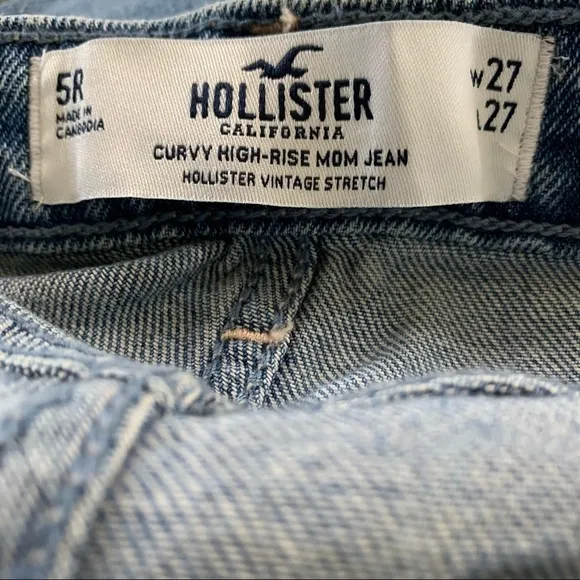 5R
MADE IN
CAMBODIA
HOLLISTER
CALIFORNIA
CURVY HIGH-RISE MOM JEAN
HOLLISTER VINTAGE STRETCH
W27
L27